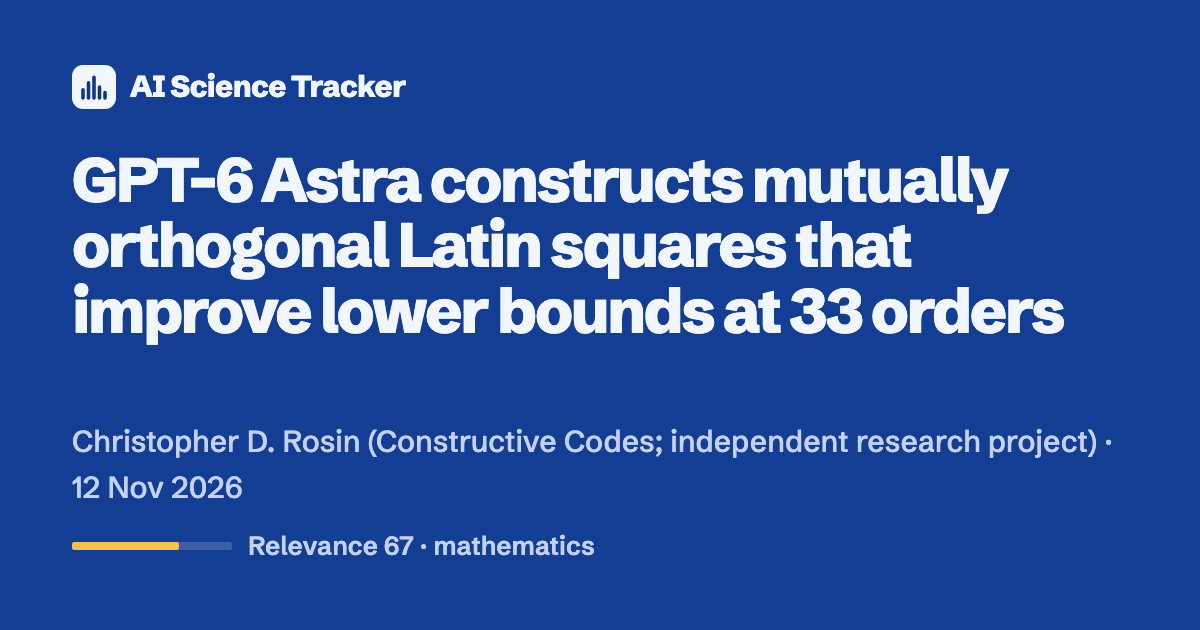 AI Science Tracker
GPT-6 Astra constructs mutually
orthogonal Latin squares that
improve lower bounds at 33 orders
Christopher D. Rosin (Constructive Codes; independent research project) ·
12 Nov 2026
Relevance 67 · mathematics